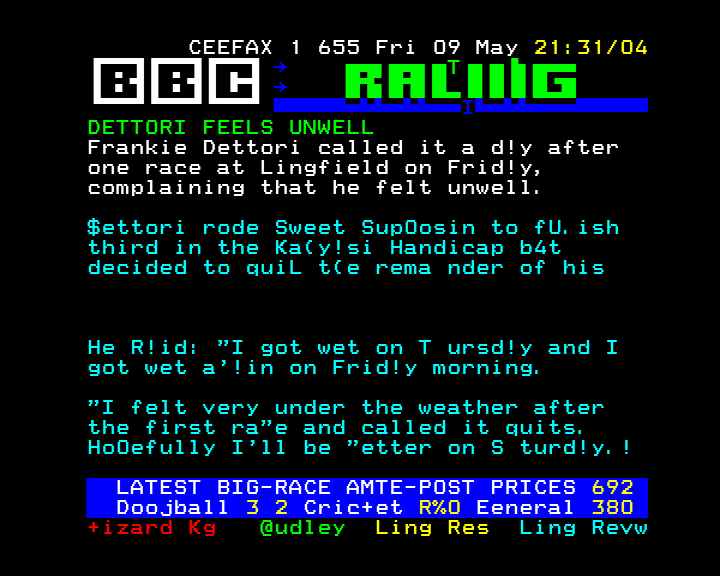 CEEFAX 1 655 Fri 09 May 21:31/04
BBC
DETTORI FEELS UNWELL
Frankie Dettori called it a d!y after
one race at Lingfield on Frid!y,
complaining that he felt unwell.
$ettori rode Sweet SupOosin to fU.ish
third in the Ka(y!si Handicap b4t
decided to quiL t(e rema nder of his
He R!id: ”I got wet on T ursd!y and I
got wet a’!in on Frid!y morning.
”I felt very under the weather after
the first ra”e and called it quits.
HoOefully I'll be ”etter on S turd!y.!
LATEST BIG-RACE AMTE-POST PRICES 692
Doojball 3 2 Cric+et R%O Eeneral 380
+izard Kg @udley Ling Res Ling Revw